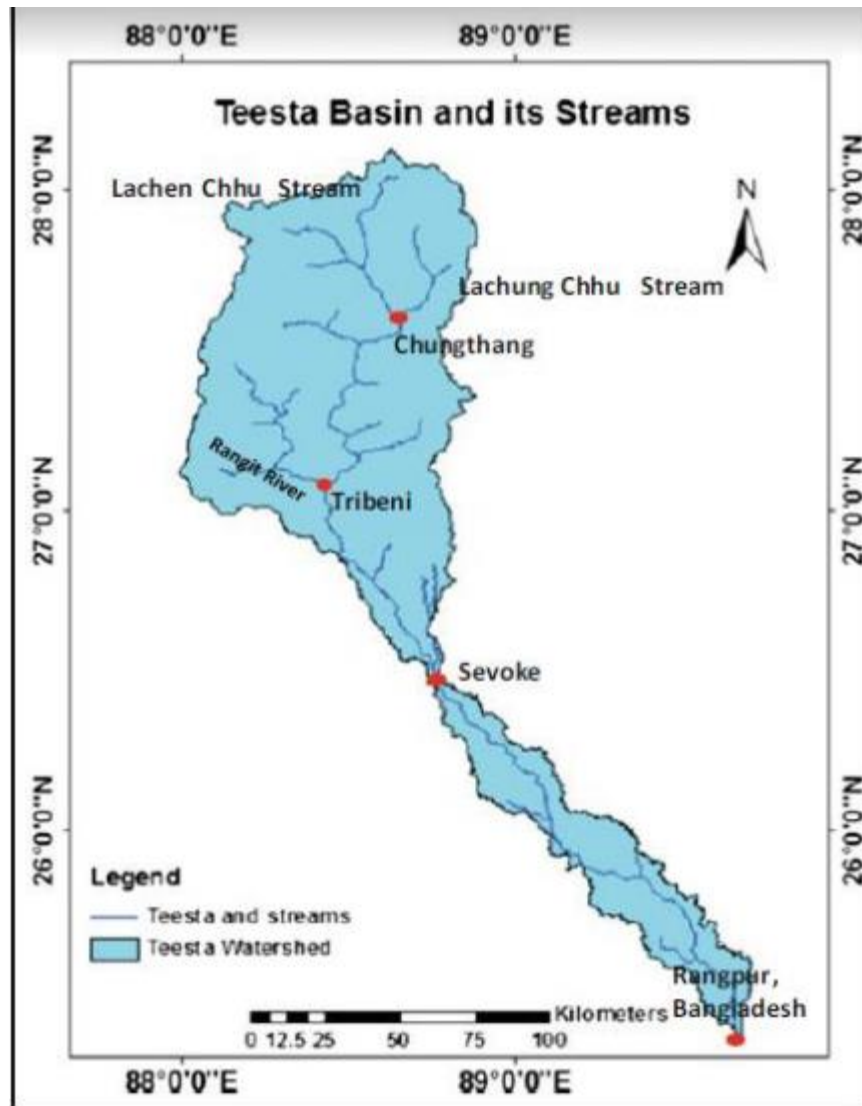 88°0'0"E 89°0'0"E
Teesta Basin and its Streams
28°0'0"N
28°0'0"N
Lachen Chhu Stream
N
Lachung Chhu Stream
Chungthang
Rangit River
Tribeni
27°0'0"N
27°0'0"N
Sevoke
26°0'0"N
26°0'0"N
Legend
Teesta and streams
Teesta Watershed
Rangpur,
Bangladesh
Kilometers
0 12.5 25 50 75 100
88°0'0"E 89°0'0"E